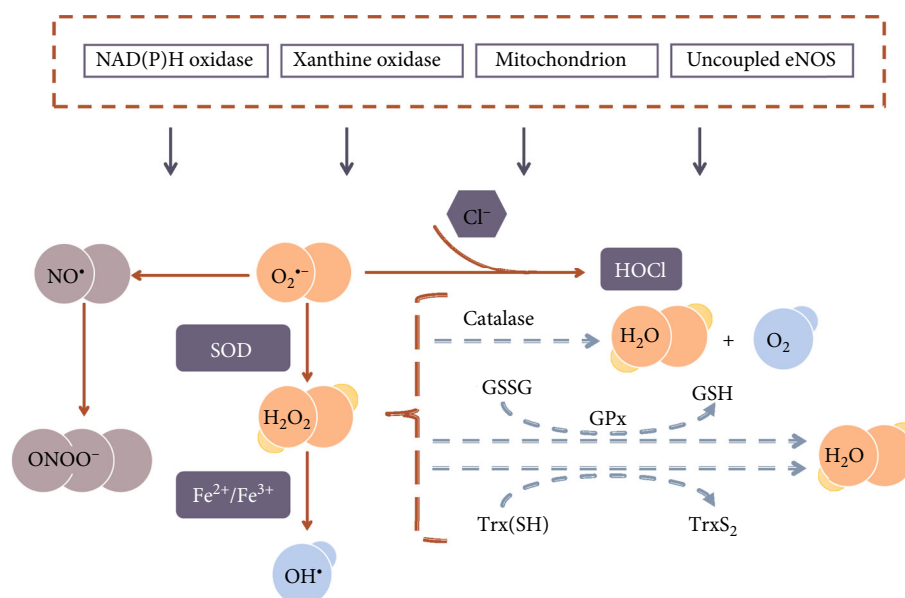 NAD(P)H oxidase
Xanthine oxidase
Mitochondrion
Uncoupled eNOS
Cl⁻
NO•
O₂•⁻
HOCl
SOD
Catalase
H₂O
+
O₂
H₂O₂
GSSG
GSH
GPx
ONOO⁻
H₂O
Fe²⁺/Fe³⁺
Trx(SH)
TrxS₂
OH•